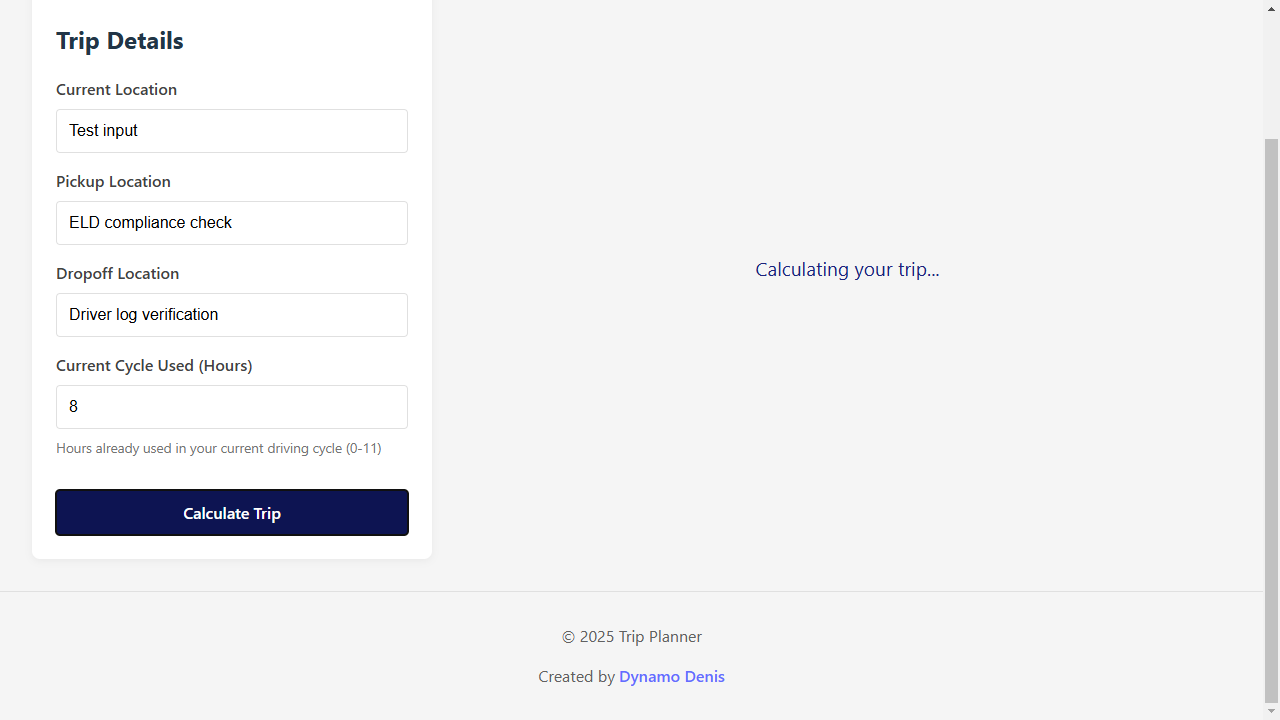 Trip Details
Current Location
Test input
Pickup Location
ELD compliance check
Dropoff Location
Driver log verification
Current Cycle Used (Hours)
8
Hours already used in your current driving cycle (0-11)
Calculate Trip
Calculating your trip...
© 2025 Trip Planner
Created by Dynamo Denis